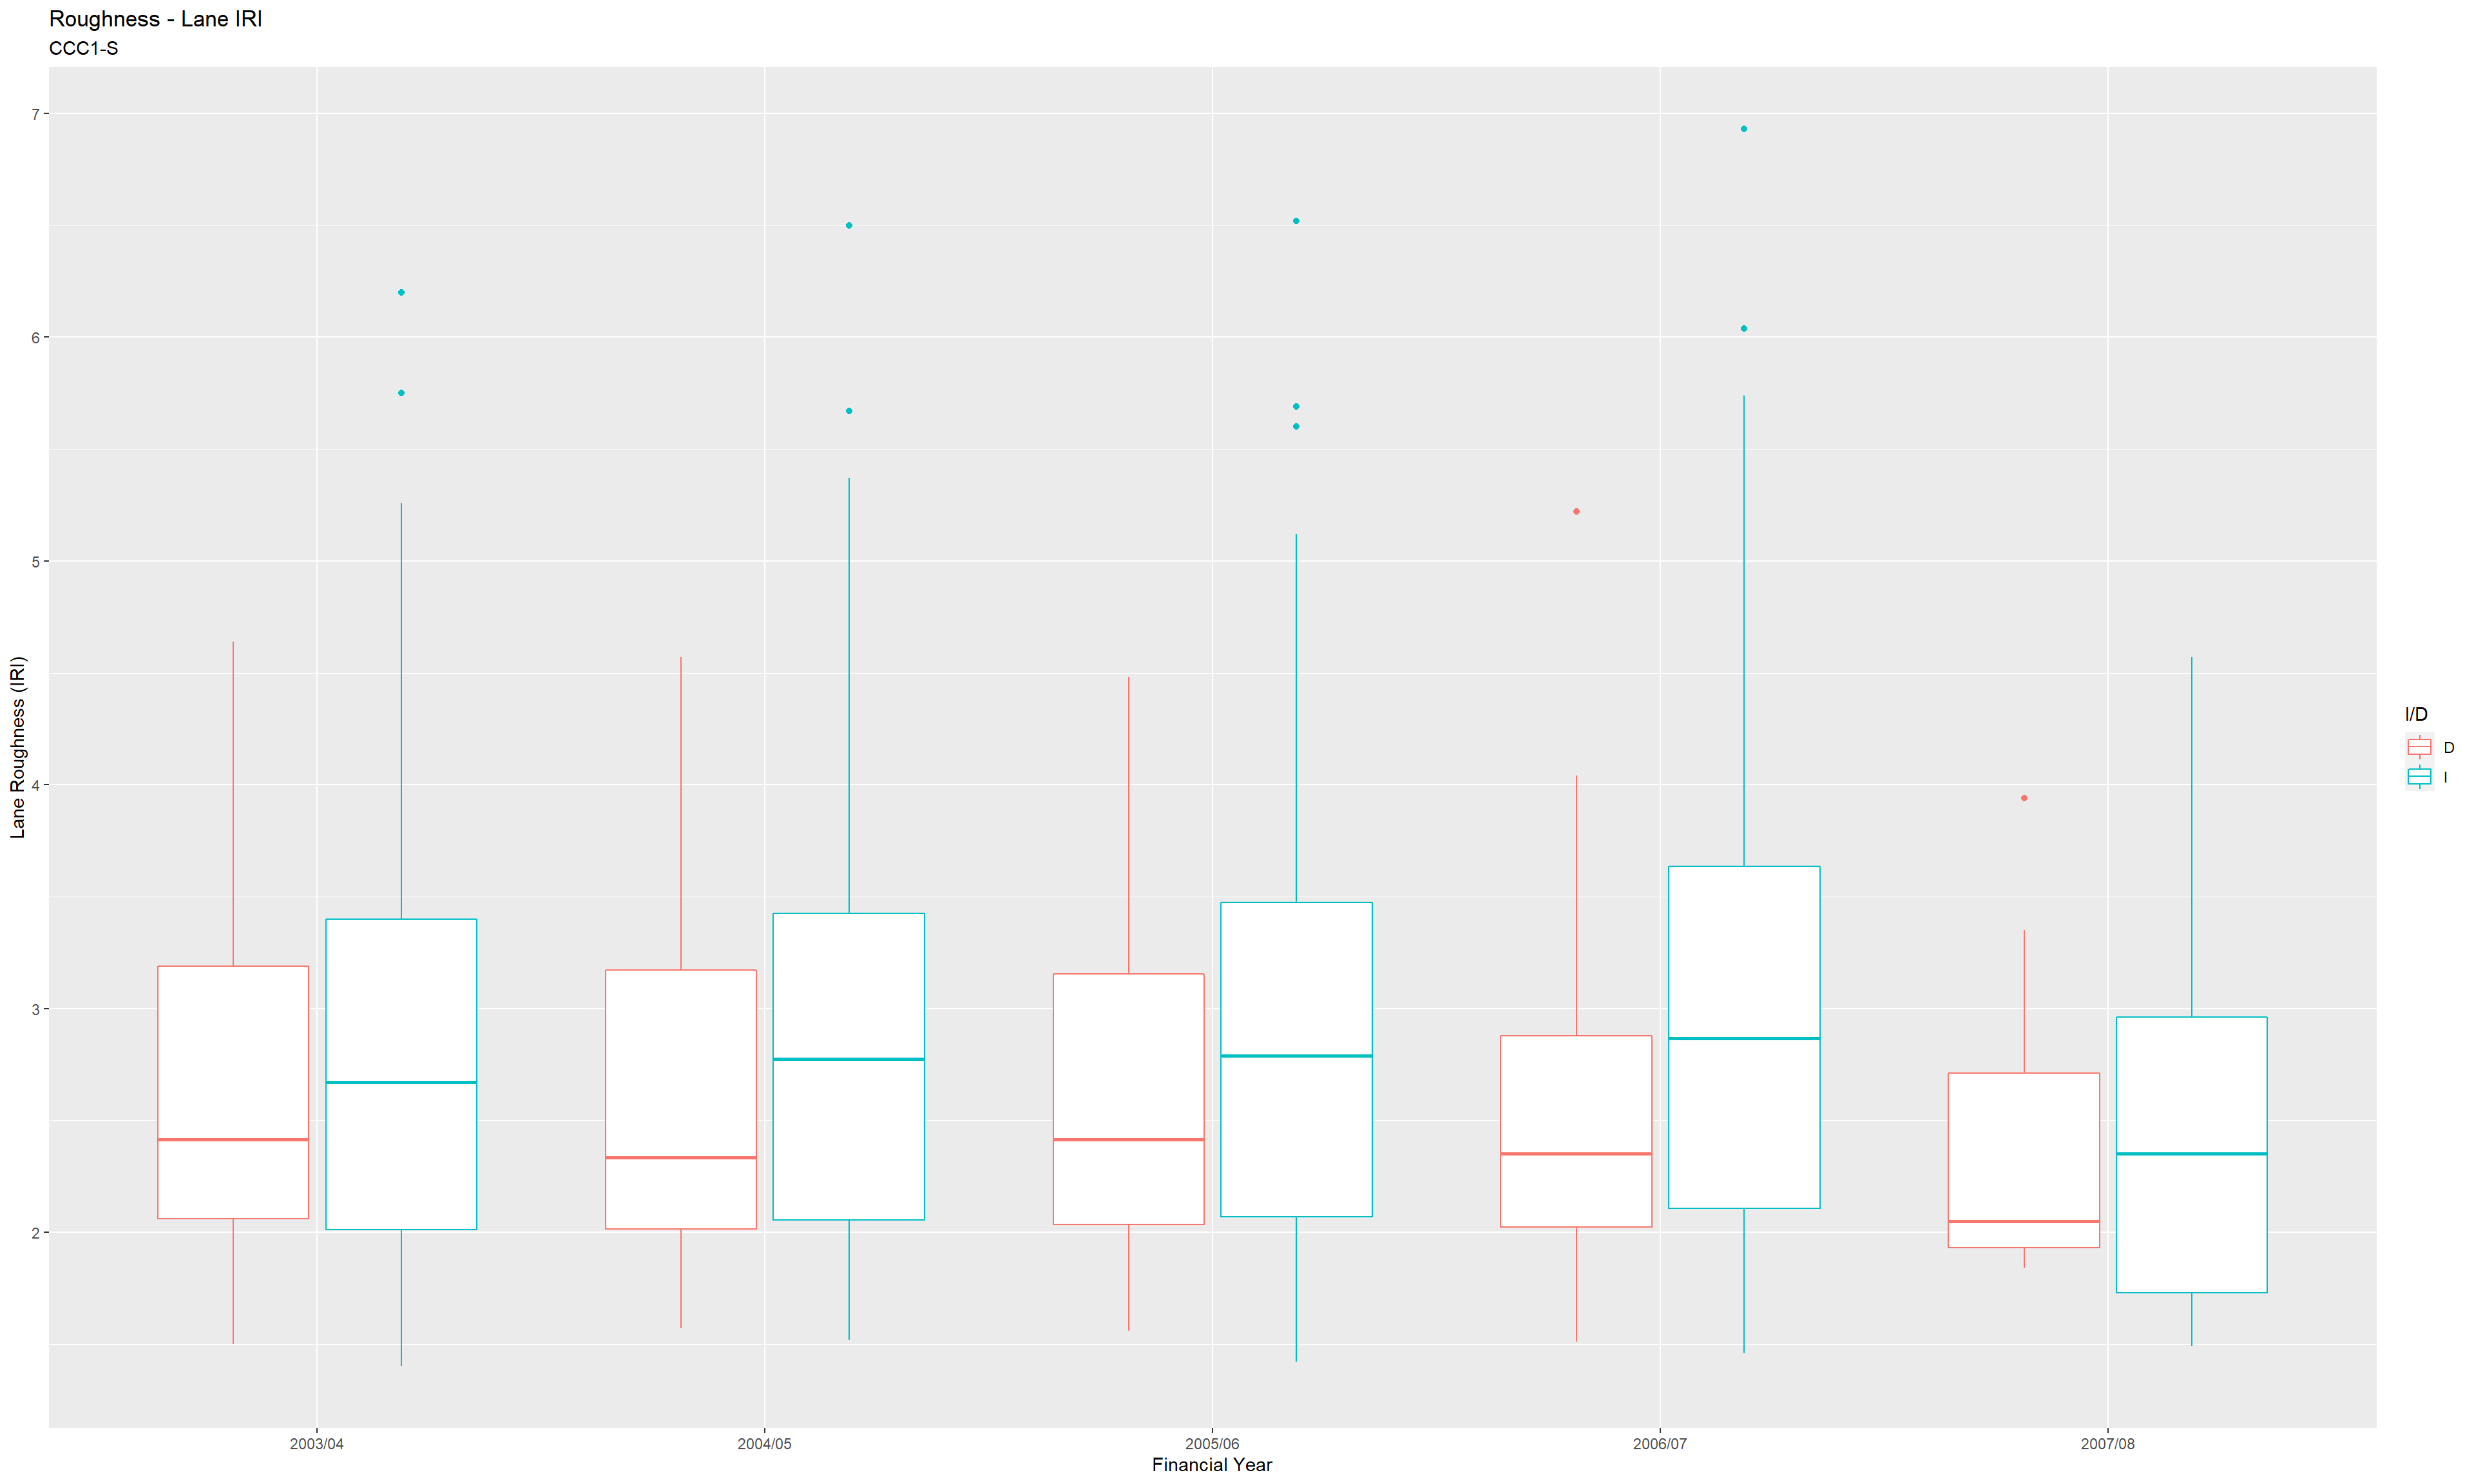 Roughness - Lane IRI
CCC1-S
7
6
5
4
3
2
Lane Roughness (IRI)
2003/04
2004/05
2005/06
2006/07
2007/08
Financial Year
I/D
D
I